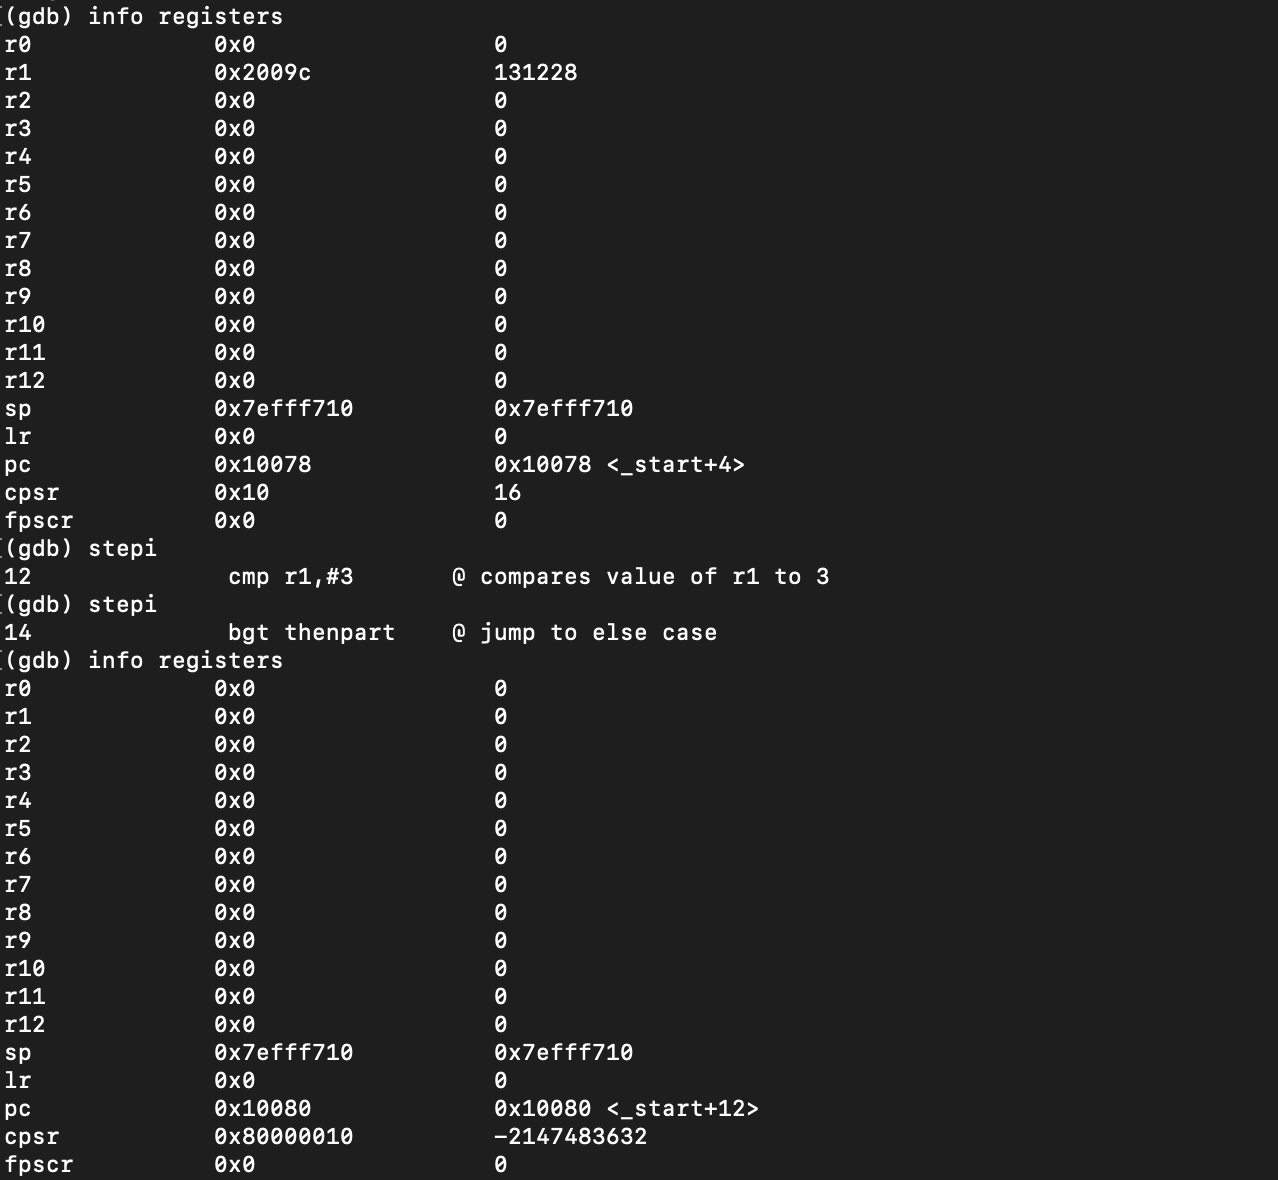 (gdb) info registers
r0 0x0 0
r1 0x2009c 131228
r2 0x0 0
r3 0x0 0
r4 0x0 0
r5 0x0 0
r6 0x0 0
r7 0x0 0
r8 0x0 0
r9 0x0 0
r10 0x0 0
r11 0x0 0
r12 0x0 0
sp 0x7efff710 0x7efff710
lr 0x0 0
pc 0x10078 0x10078 <_start+4>
cpsr 0x10 16
fpscr 0x0 0
(gdb) stepi
12 cmp r1,#3 @ compares value of r1 to 3
(gdb) stepi
14 bgt thenpart @ jump to else case
(gdb) info registers
r0 0x0 0
r1 0x0 0
r2 0x0 0
r3 0x0 0
r4 0x0 0
r5 0x0 0
r6 0x0 0
r7 0x0 0
r8 0x0 0
r9 0x0 0
r10 0x0 0
r11 0x0 0
r12 0x0 0
sp 0x7efff710 0x7efff710
lr 0x0 0
pc 0x10080 0x10080 <_start+12>
cpsr 0x80000010 -2147483632
fpscr 0x0 0